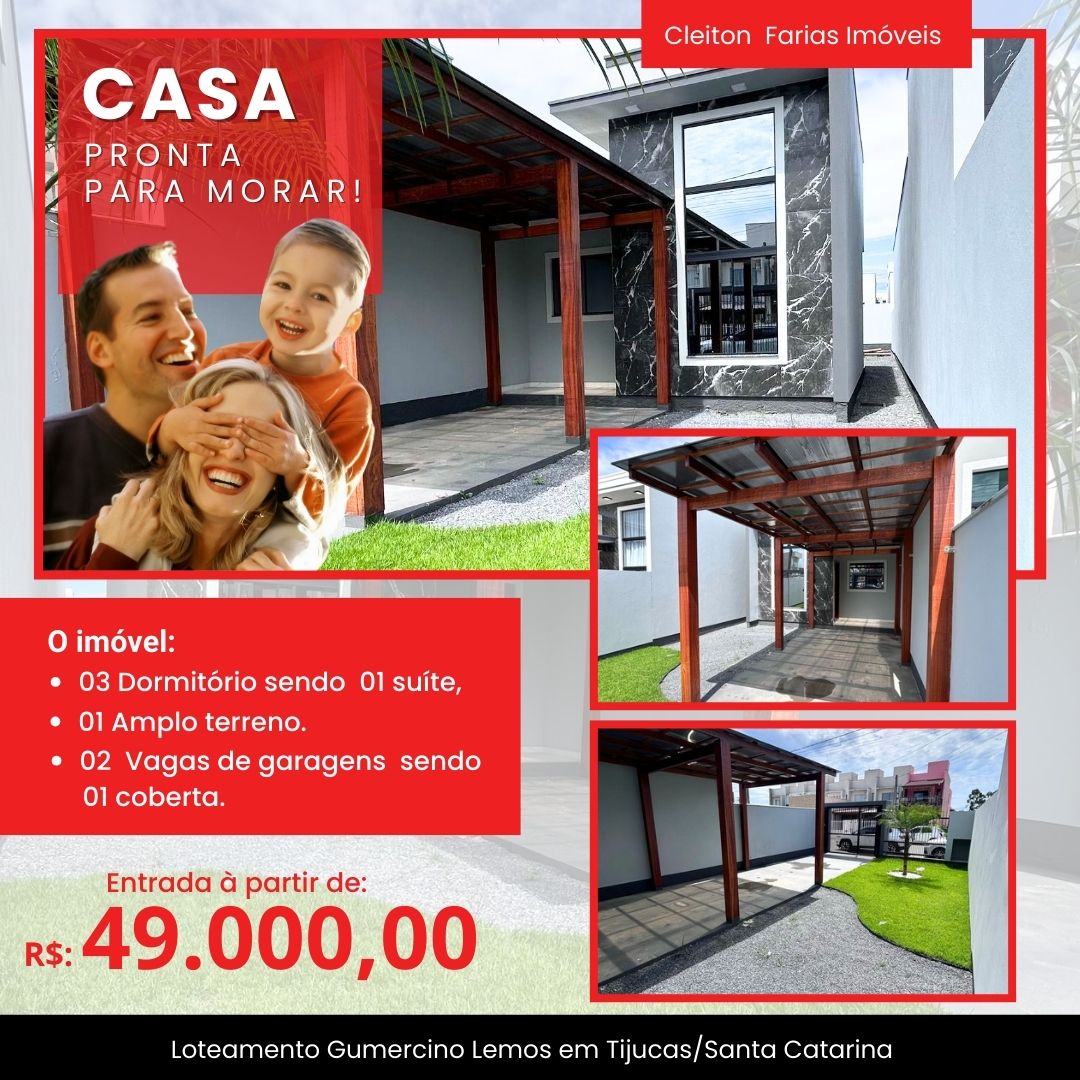 Cleiton Farias Imóveis
CASA
PRONTA
PARA MORAR!
O imóvel:
• 03 Dormitório sendo 01 suíte,
• 01 Amplo terreno.
• 02 Vagas de garagens sendo
01 coberta.
Entrada à partir de:
R$: 49.000,00
Loteamento Gumercino Lemos em Tijucas/Santa Catarina